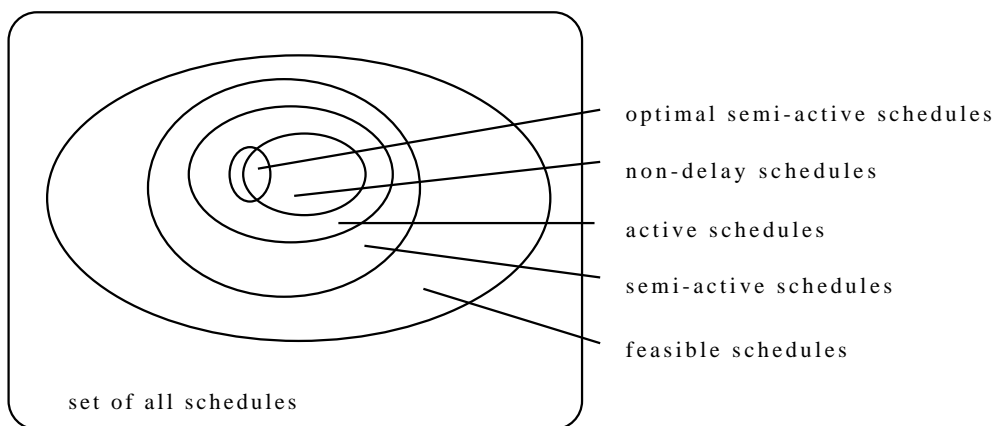 optimal semi-active schedules
non-delay schedules
active schedules
semi-active schedules
feasible schedules
set of all schedules